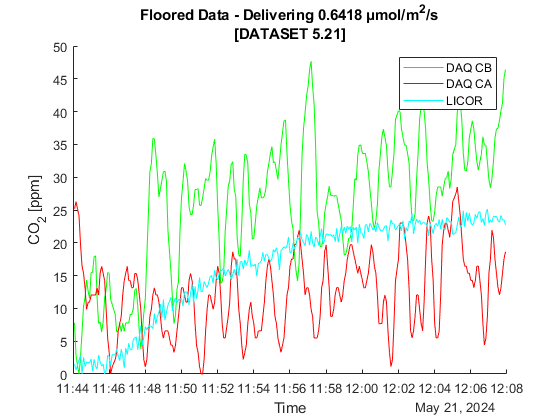 Floored Data - Delivering 0.6418 µmol/m²/s
[DATASET 5.21]
50
45
40
35
30
25
20
15
10
5
0
CO₂ [ppm]
DAQ CB
DAQ CA
LICOR
11:44 11:46 11:48 11:50 11:52 11:54 11:56 11:58 12:00 12:02 12:04 12:06 12:08
Time
May 21, 2024